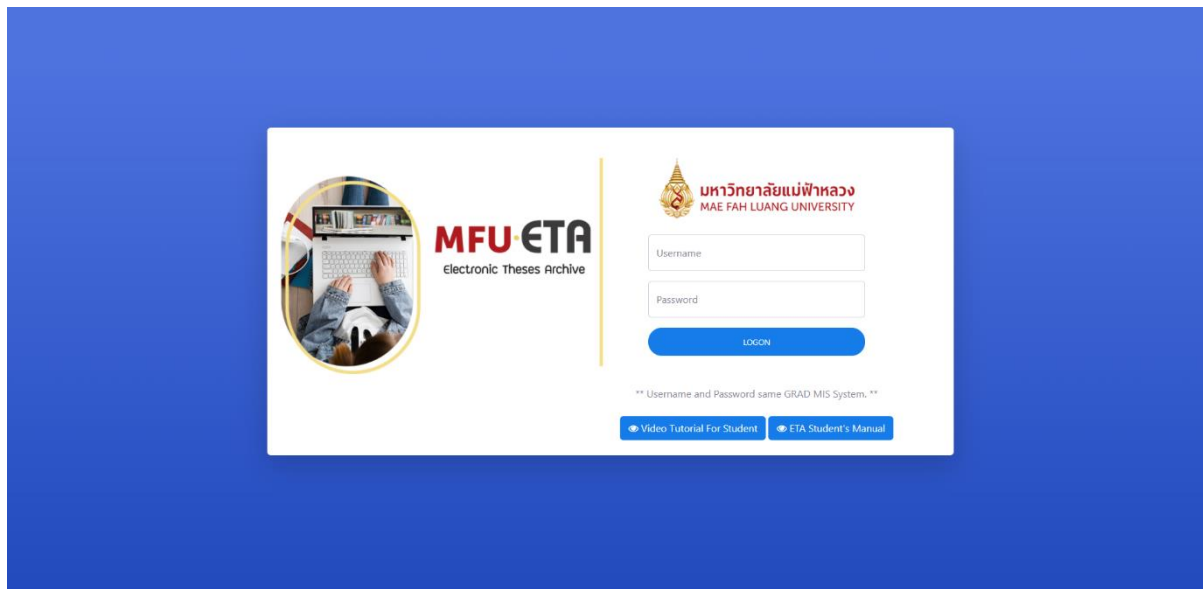 MFU·ETA
Electronic Theses Archive
มหาวิทยาลัยแม่ฟ้าหลวง
MAE FAH LUANG UNIVERSITY
Username
Password
LOGON
** Username and Password same GRAD MIS System. **
Video Tutorial For Student
ETA Student's Manual